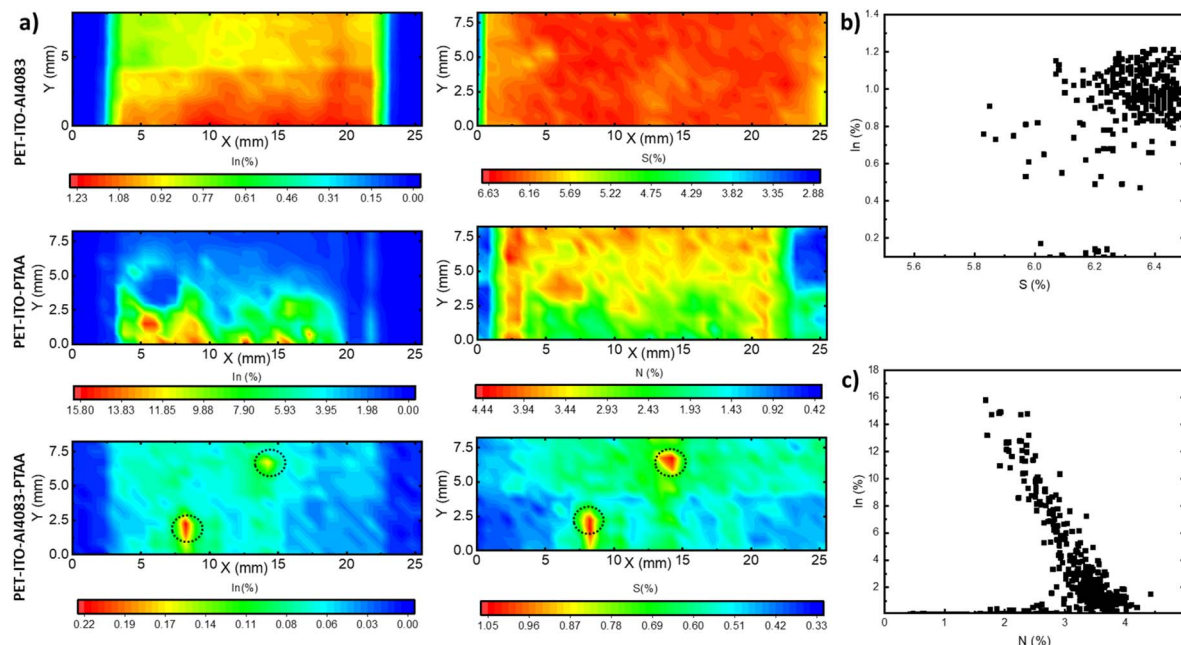 a)
PET-ITO-AI4083
Y (mm)
5
0
0 5 10 15 20 25
X (mm)
In(%)
1.23 1.08 0.92 0.77 0.61 0.46 0.31 0.15 0.00
Y (mm)
5
0
0 5 10 15 20 25
X (mm)
S(%)
6.63 6.16 5.69 5.22 4.75 4.29 3.82 3.35 2.88
PET-ITO-PTAA
Y (mm)
7.5
5.0
2.5
0.0
0 5 10 15 20 25
X (mm)
In (%)
15.80 13.83 11.85 9.88 7.90 5.93 3.95 1.98 0.00
Y (mm)
7.5
5.0
2.5
0.0
0 5 10 15 20 25
X (mm)
N (%)
4.44 3.94 3.44 2.93 2.43 1.93 1.43 0.92 0.42
PET-ITO-AI4083-PTAA
Y (mm)
7.5
5.0
2.5
0.0
0 5 10 15 20 25
X (mm)
In(%)
0.22 0.20 0.17 0.14 0.11 0.08 0.06 0.03 0.00
Y (mm)
7.5
5.0
2.5
0.0
0 5 10 15 20 25
X (mm)
S(%)
1.05 0.96 0.87 0.78 0.69 0.60 0.51 0.42 0.33
b)
In (%)
1.4
1.2
1.0
0.8
0.6
0.4
0.2
5.6 5.8 6.0 6.2 6.4
S (%)
c)
In (%)
18
16
14
12
10
8
6
4
2
0 1 2 3 4
N (%)